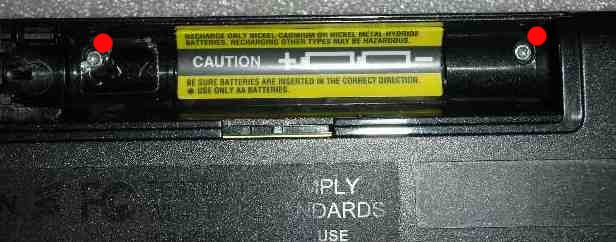 RECHARGE ONLY NICKEL-CADMIUM OR NICKEL METAL-HYDRIDE
BATTERIES. RECHARGING OTHER TYPES MAY BE HAZARDOUS.
CAUTION + -
BE SURE BATTERIES ARE INSERTED IN THE CORRECT DIRECTION.
● USE ONLY AA BATTERIES.
MPLY
NDARDS
USE